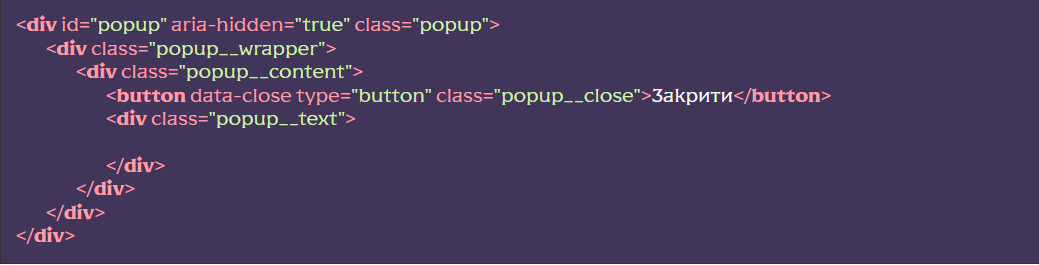 <div id="popup" aria-hidden="true" class="popup">
<div class="popup__wrapper">
<div class="popup__content">
<button data-close type="button" class="popup__close">Закрити</button>
<div class="popup__text">
</div>
</div>
</div>
</div>